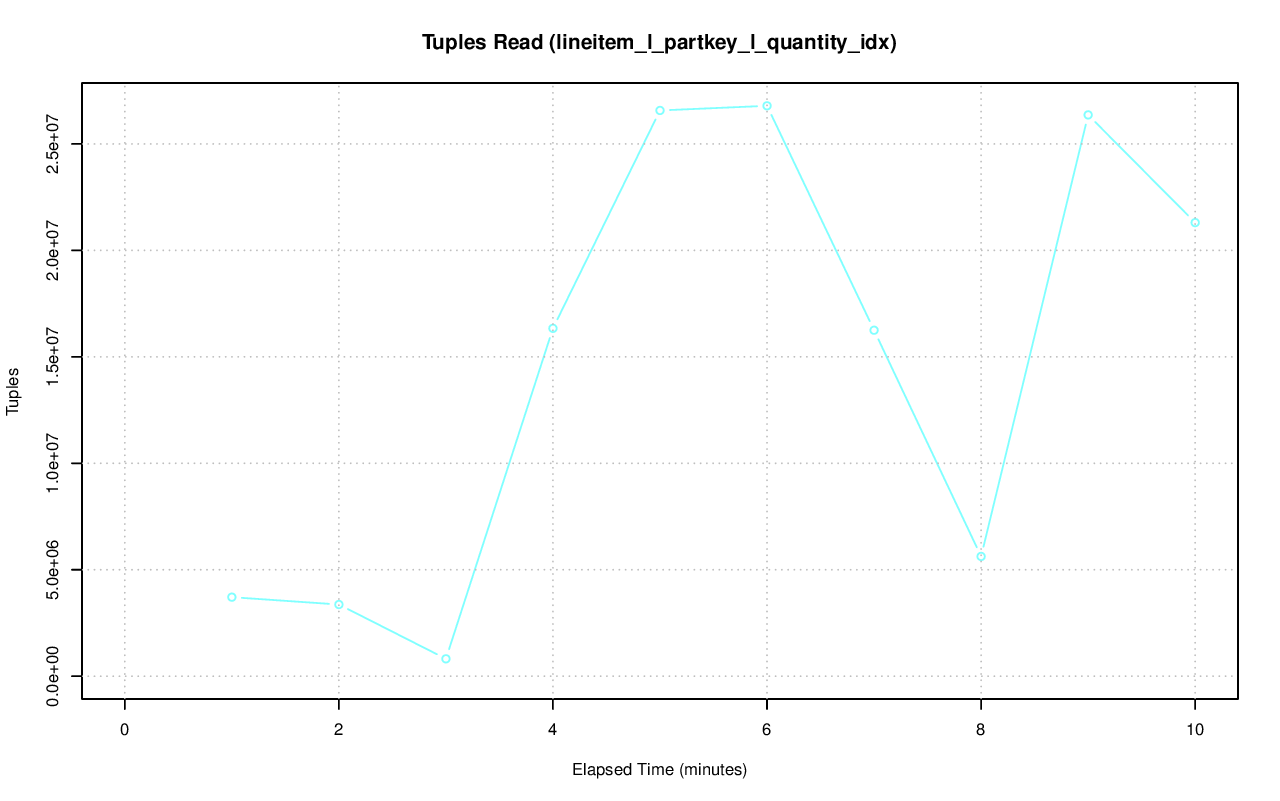 Tuples Read (lineitem_l_partkey_l_quantity_idx)
2.5e+07
2.0e+07
1.5e+07
1.0e+07
5.0e+06
0.0e+00
Tuples
0 2 4 6 8 10
Elapsed Time (minutes)